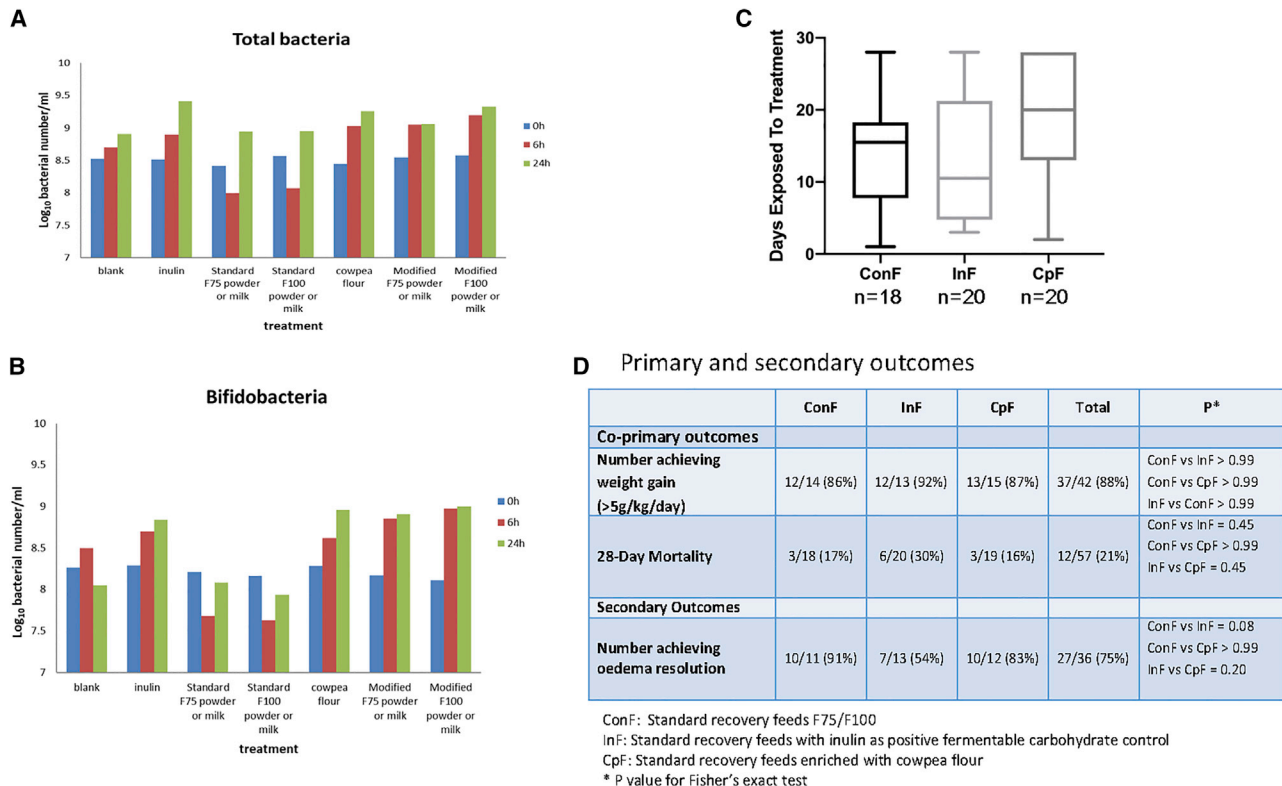 A
Total bacteria
10
9.5
9
8.5
8
7.5
7
Log10 bacterial number/ml
blank
inulin
Standard
F75 powder
or milk
Standard
F100
powder or
milk
cowpea
flour
Modified
F75 powder
or milk
Modified
F100
powder or
milk
treatment
0h
6h
24h
B
Bifidobacteria
10
9.5
9
8.5
8
7.5
7
Log10 bacterial number/ml
blank
inulin
Standard
F75 powder
or milk
Standard
F100
powder or
milk
cowpea
flour
Modified
F75 powder
or milk
Modified
F100
powder or
milk
treatment
0h
6h
24h
C
Days Exposed To Treatment
30
20
10
0
ConF InF CpF
n=18 n=20 n=20
D Primary and secondary outcomes
ConF InF CpF Total P*
Co-primary outcomes
Number achieving
weight gain
(>5g/kg/day)
12/14 (86%) 12/13 (92%) 13/15 (87%) 37/42 (88%)
ConF vs InF > 0.99
ConF vs CpF > 0.99
InF vs ConF > 0.99
28-Day Mortality
3/18 (17%) 6/20 (30%) 3/19 (16%) 12/57 (21%)
ConF vs InF = 0.45
ConF vs CpF > 0.99
InF vs CpF = 0.45
Secondary Outcomes
Number achieving
oedema resolution
10/11 (91%) 7/13 (54%) 10/12 (83%) 27/36 (75%)
ConF vs InF = 0.08
ConF vs CpF > 0.99
InF vs CpF = 0.20
ConF: Standard recovery feeds F75/F100
InF: Standard recovery feeds with inulin as positive fermentable carbohydrate control
CpF: Standard recovery feeds enriched with cowpea flour
* P value for Fisher's exact test